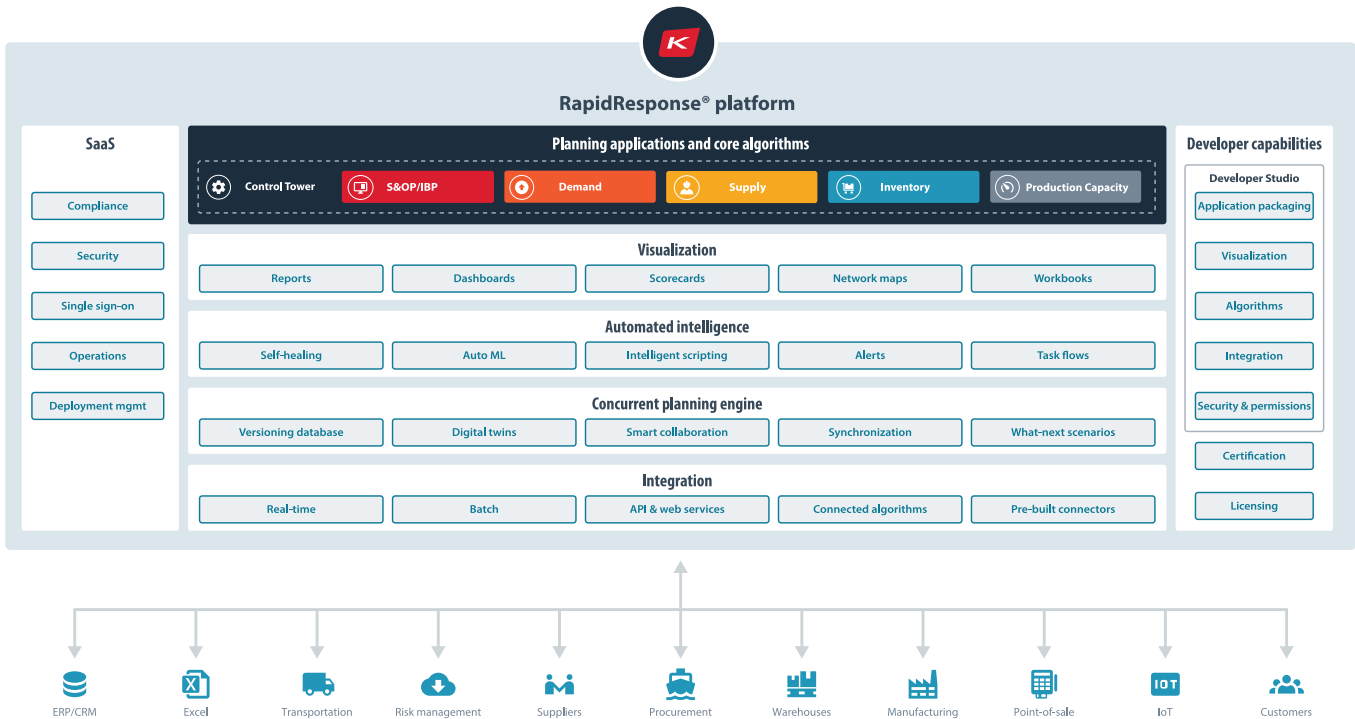 K
RapidResponse® platform
SaaS
Compliance
Security
Single sign-on
Operations
Deployment mgmt
Planning applications and core algorithms
Control Tower
S&OP/IBP
Demand
Supply
Inventory
Production Capacity
Visualization
Reports
Dashboards
Scorecards
Network maps
Workbooks
Automated intelligence
Self-healing
Auto ML
Intelligent scripting
Alerts
Task flows
Concurrent planning engine
Versioning database
Digital twins
Smart collaboration
Synchronization
What-next scenarios
Integration
Real-time
Batch
API & web services
Connected algorithms
Pre-built connectors
Developer capabilities
Developer Studio
Application packaging
Visualization
Algorithms
Integration
Security & permissions
Certification
Licensing
X
IOT
ERP/CRM
Excel
Transportation
Risk management
Suppliers
Procurement
Warehouses
Manufacturing
Point-of-sale
IoT
Customers